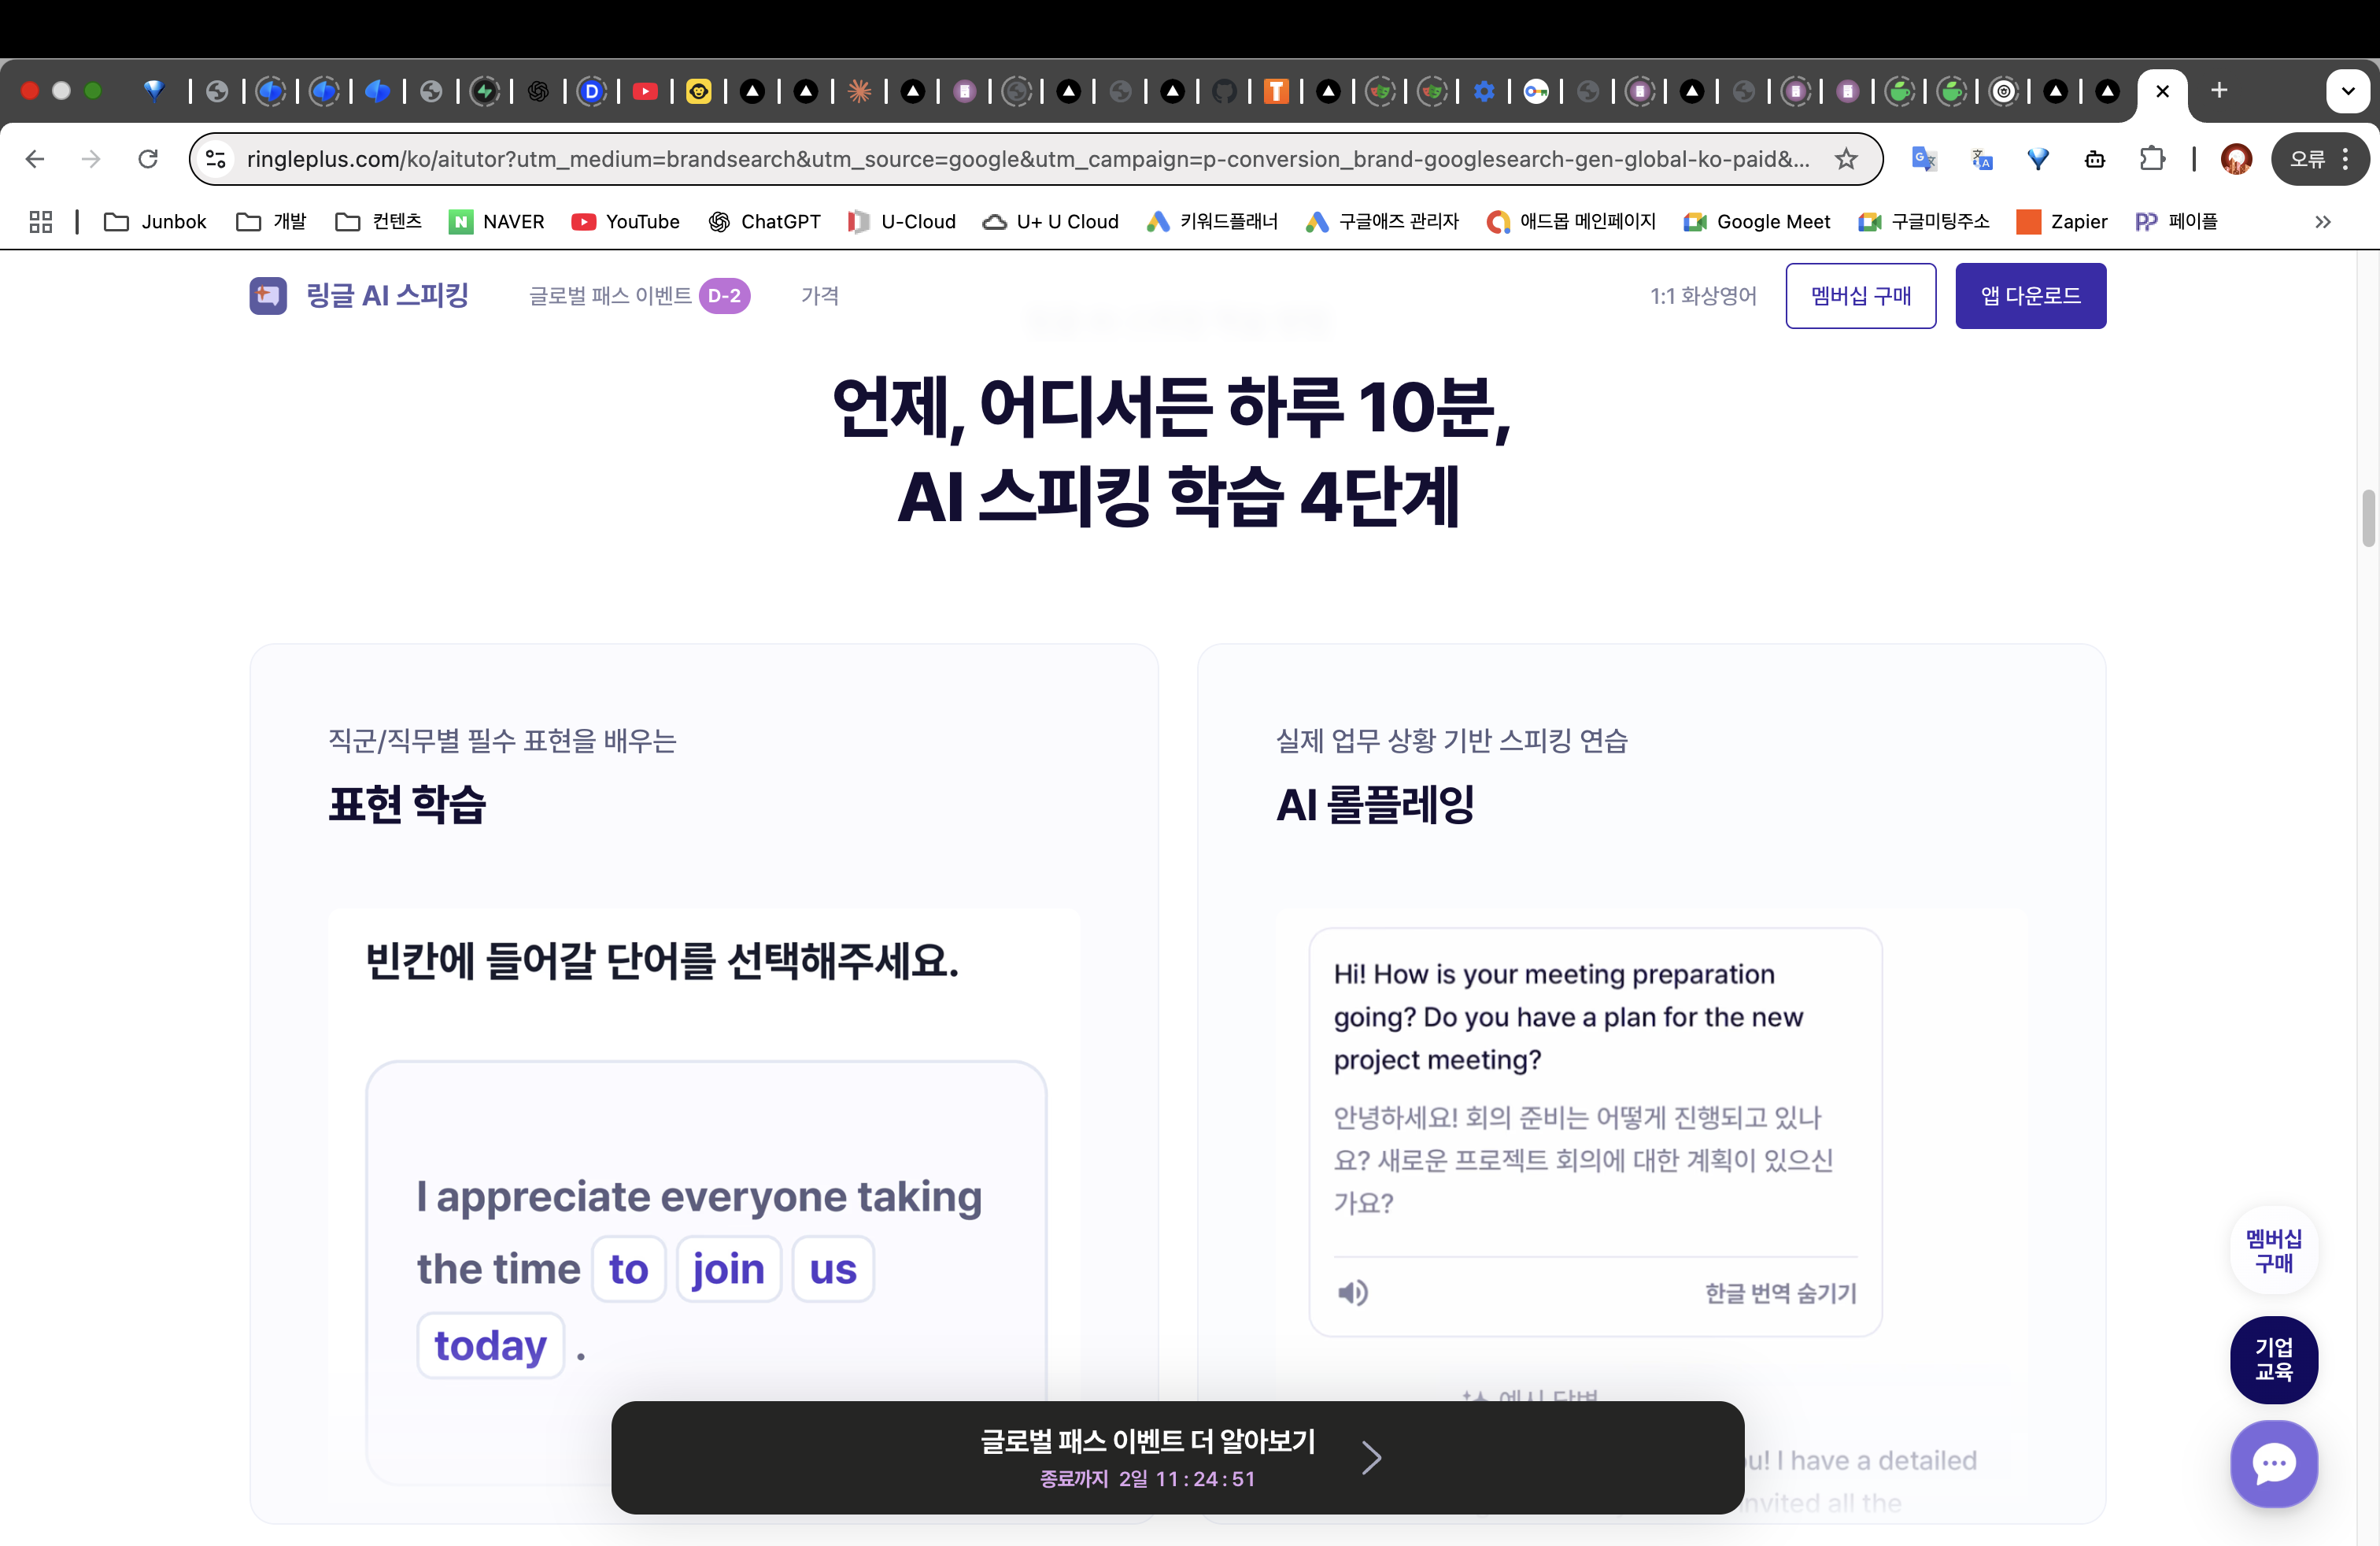 ringleplus.com/ko/aitutor?utm_medium=brandsearch&utm_source=google&utm_campaign=p-conversion_brand-googlesearch-gen-global-ko-paid&...
오류
Junbok 개발 컨텐츠 NAVER YouTube ChatGPT U-Cloud U+ U Cloud 키워드플래너 구글애즈 관리자 애드몹 메인페이지 Google Meet 구글미팅주소 Zapier 페이플
링글 AI 스피킹 글로벌 패스 이벤트 D-2 가격 1:1 화상영어 멤버십 구매 앱 다운로드
언제, 어디서든 하루 10분,
AI 스피킹 학습 4단계
직군/직무별 필수 표현을 배우는
표현 학습
빈칸에 들어갈 단어를 선택해주세요.
I appreciate everyone taking
the time to join us
today .
실제 업무 상황 기반 스피킹 연습
AI 롤플레잉
Hi! How is your meeting preparation
going? Do you have a plan for the new
project meeting?
안녕하세요! 회의 준비는 어떻게 진행되고 있나
요? 새로운 프로젝트 회의에 대한 계획이 있으신
가요?
한글 번역 숨기기
예시 답변
! I have a detailed
invited all the
글로벌 패스 이벤트 더 알아보기
종료까지 2일 11:24:51
멤버십
구매
기업
교육